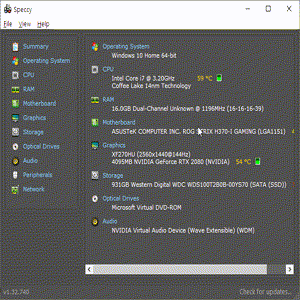 Speccy
File View Help
Summary
Operating System
CPU
RAM
Motherboard
Graphics
Storage
Optical Drives
Audio
Peripherals
Network
Operating System
Windows 10 Home 64-bit
CPU
Intel Core i7 @ 3.20GHz 59 °C
Coffee Lake 14nm Technology
RAM
16.0GB Dual-Channel Unknown @ 1196MHz (16-16-16-39)
Motherboard
ASUSTeK COMPUTER INC. ROG STRIX H370-I GAMING (LGA1151)
Graphics
XF270HU (2560x1440@144Hz)
4095MB NVIDIA GeForce RTX 2080 (NVIDIA) 54 °C
Storage
931GB Western Digital WDC WDS100T2B0B-00YS70 (SATA (SSD))
Optical Drives
Microsoft Virtual DVD-ROM
Audio
NVIDIA Virtual Audio Device (Wave Extensible) (WDM)
v1.32.740
Check for updates...